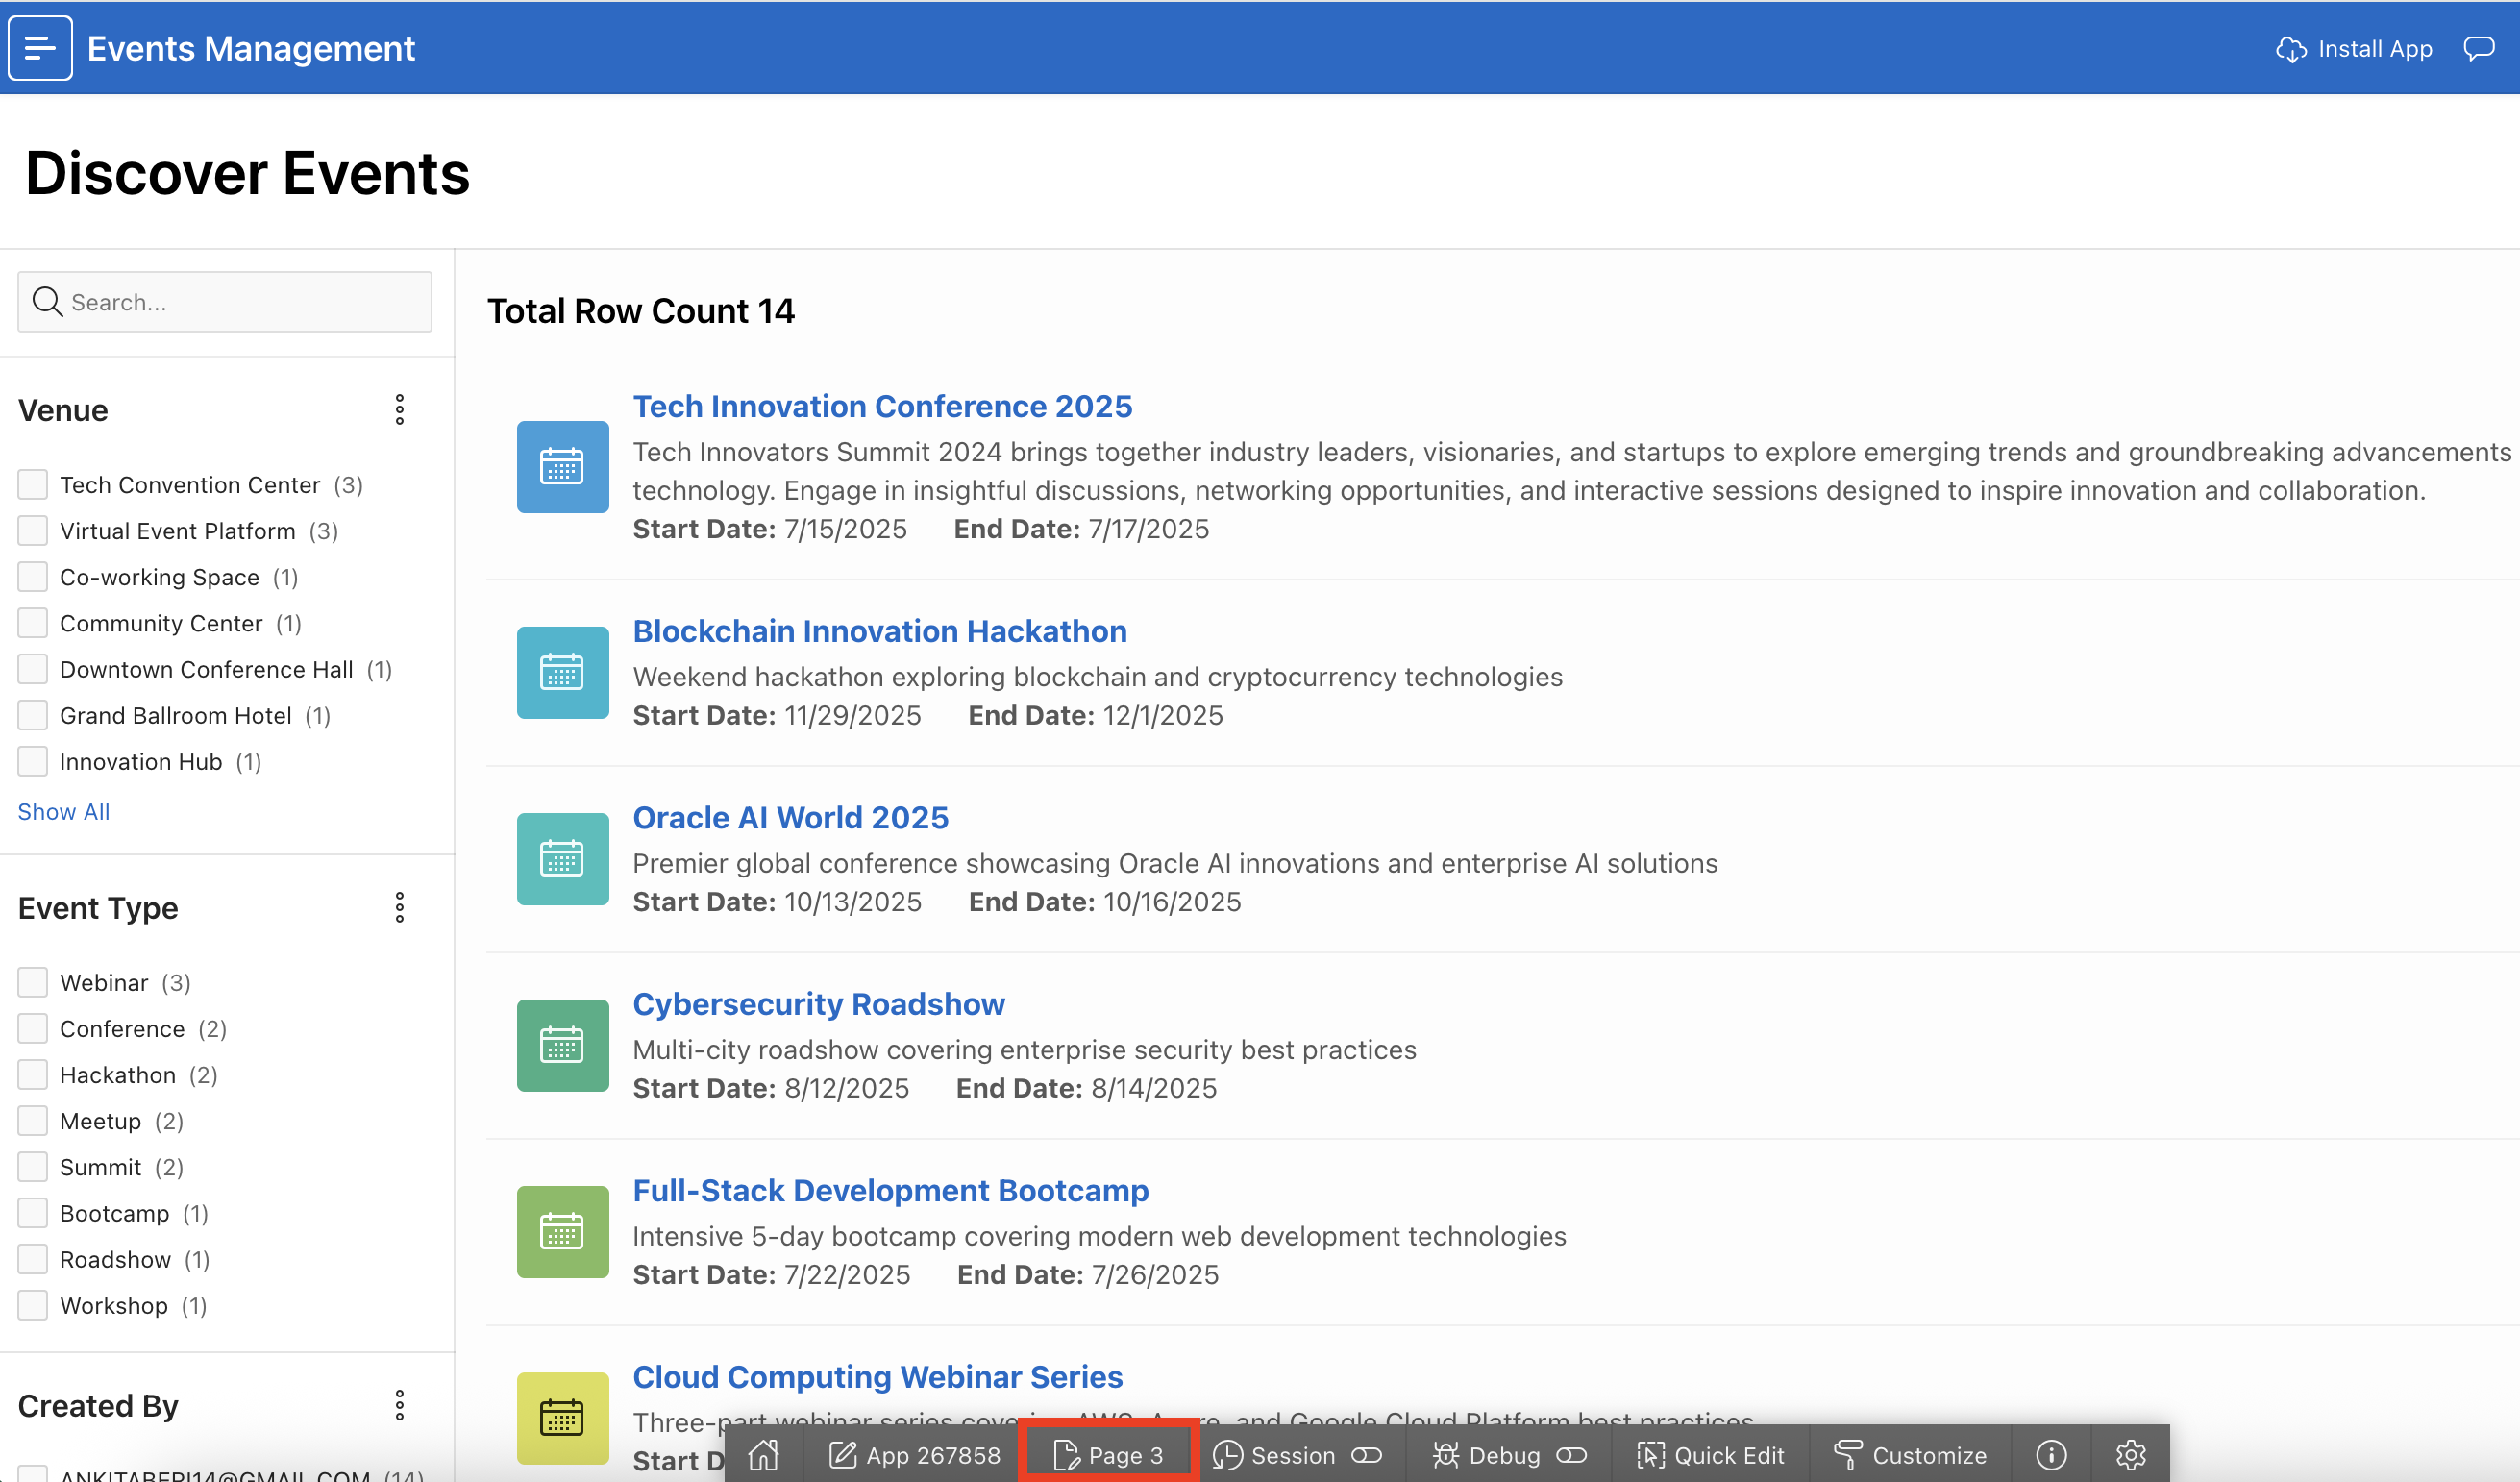 Events Management
Install App
Discover Events
Search...
Venue
Tech Convention Center (3)
Virtual Event Platform (3)
Co-working Space (1)
Community Center (1)
Downtown Conference Hall (1)
Grand Ballroom Hotel (1)
Innovation Hub (1)
Show All
Event Type
Webinar (3)
Conference (2)
Hackathon (2)
Meetup (2)
Summit (2)
Bootcamp (1)
Roadshow (1)
Workshop (1)
Created By
ANKITABERI14@GMAIL.COM (14)
Total Row Count 14
Tech Innovation Conference 2025
Tech Innovators Summit 2024 brings together industry leaders, visionaries, and startups to explore emerging trends and groundbreaking advancements
technology. Engage in insightful discussions, networking opportunities, and interactive sessions designed to inspire innovation and collaboration.
Start Date: 7/15/2025 End Date: 7/17/2025
Blockchain Innovation Hackathon
Weekend hackathon exploring blockchain and cryptocurrency technologies
Start Date: 11/29/2025 End Date: 12/1/2025
Oracle AI World 2025
Premier global conference showcasing Oracle AI innovations and enterprise AI solutions
Start Date: 10/13/2025 End Date: 10/16/2025
Cybersecurity Roadshow
Multi-city roadshow covering enterprise security best practices
Start Date: 8/12/2025 End Date: 8/14/2025
Full-Stack Development Bootcamp
Intensive 5-day bootcamp covering modern web development technologies
Start Date: 7/22/2025 End Date: 7/26/2025
Cloud Computing Webinar Series
Three-part webinar series covering AWS, Azure, and Google Cloud Platform best practices
Start D
App 267858 Page 3 Session Debug Quick Edit Customize